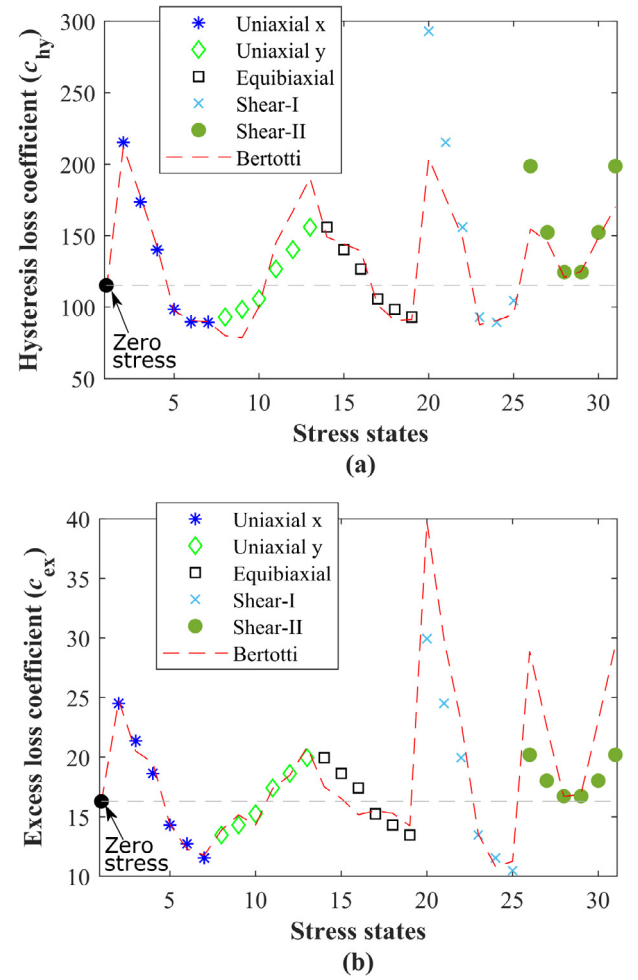 Hysteresis loss coefficient (c_hy)
300
250
200
150
100
50
Uniaxial x
Uniaxial y
Equibiaxial
Shear-I
Shear-II
Bertotti
Zero
stress
5 10 15 20 25 30
Stress states
(a)
Excess loss coefficient (c_ex)
40
35
30
25
20
15
10
Uniaxial x
Uniaxial y
Equibiaxial
Shear-I
Shear-II
Bertotti
Zero
stress
5 10 15 20 25 30
Stress states
(b)